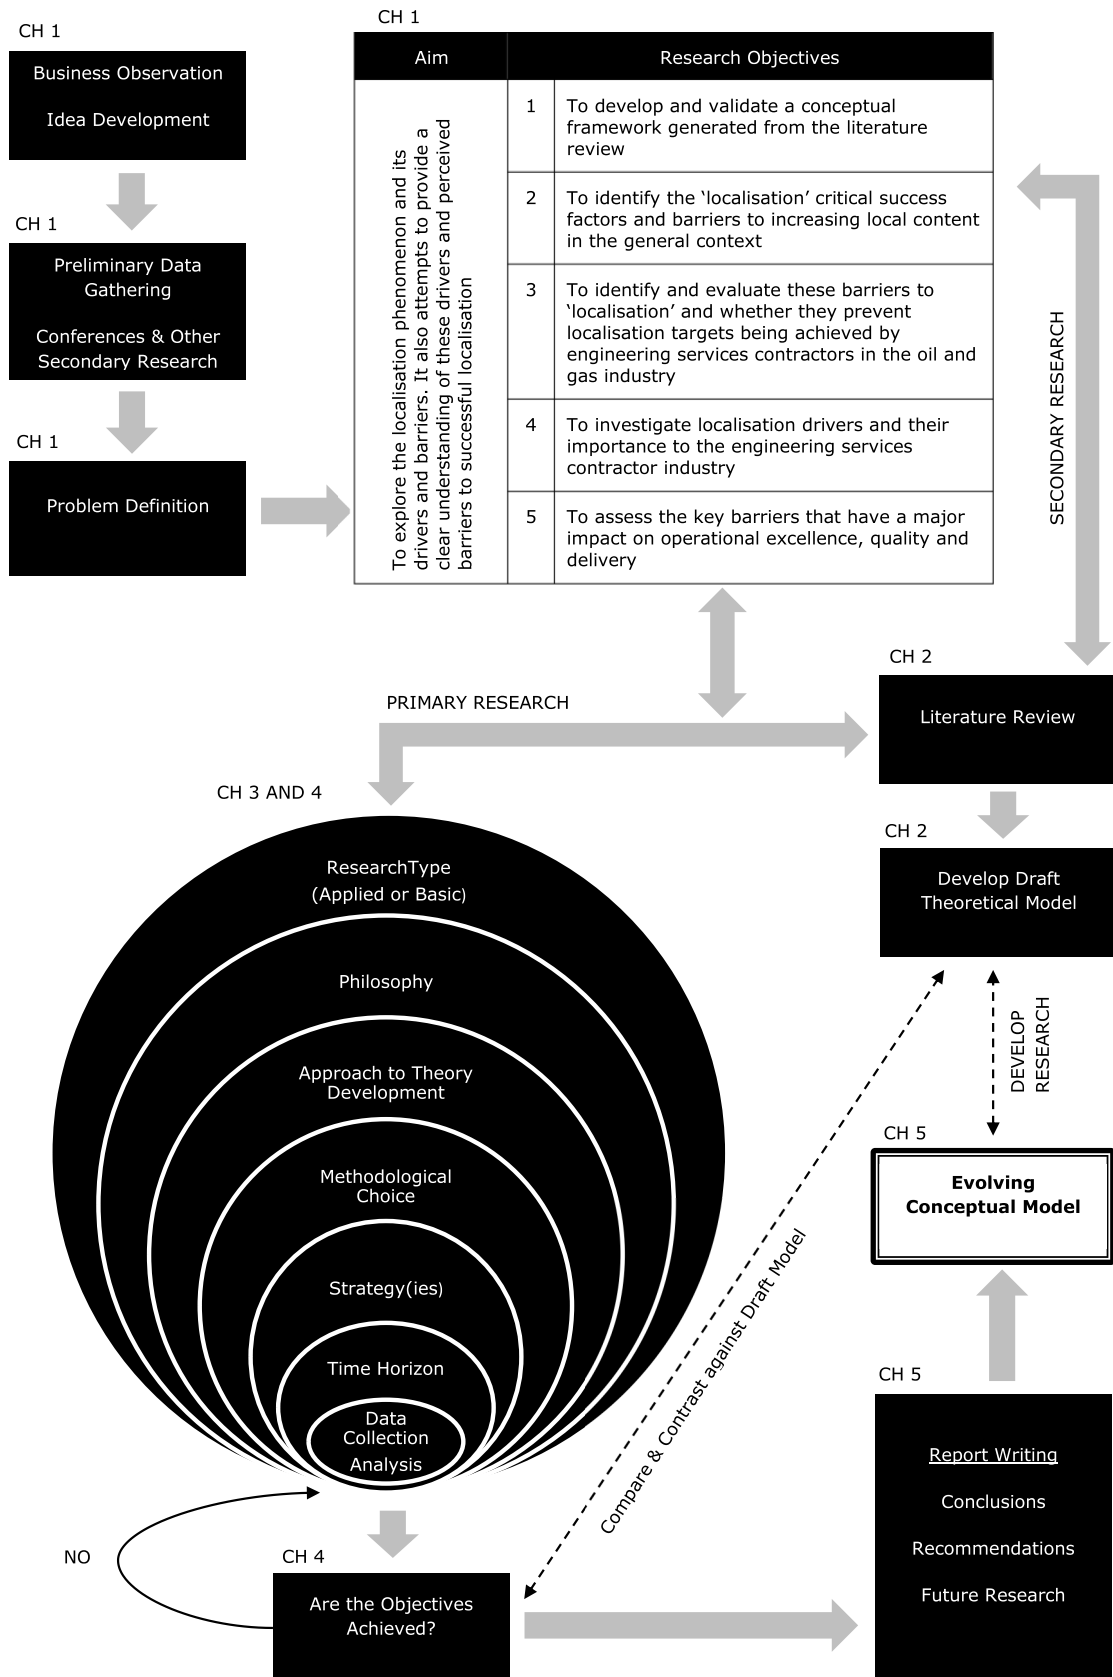 CH 1
Business Observation
Idea Development
CH 1
Preliminary Data
Gathering
Conferences & Other
Secondary Research
CH 1
Problem Definition
CH 1
Aim
Research Objectives
To explore the localisation phenomenon and its
drivers and barriers. It also attempts to provide a
clear understanding of these drivers and perceived
barriers to successful localisation
1
To develop and validate a conceptual
framework generated from the literature
review
2
To identify the ‘localisation’ critical success
factors and barriers to increasing local content
in the general context
3
To identify and evaluate these barriers to
‘localisation’ and whether they prevent
localisation targets being achieved by
engineering services contractors in the oil and
gas industry
4
To investigate localisation drivers and their
importance to the engineering services
contractor industry
5
To assess the key barriers that have a major
impact on operational excellence, quality and
delivery
SECONDARY RESEARCH
PRIMARY RESEARCH
CH 2
Literature Review
CH 2
Develop Draft
Theoretical Model
DEVELOP
RESEARCH
CH 3 AND 4
ResearchType
(Applied or Basic)
Philosophy
Approach to Theory
Development
Methodological
Choice
Strategy(ies)
Time Horizon
Data
Collection
Analysis
NO
CH 4
Are the Objectives
Achieved?
Compare & Contrast against Draft Model
CH 5
Evolving
Conceptual Model
CH 5
Report Writing
Conclusions
Recommendations
Future Research